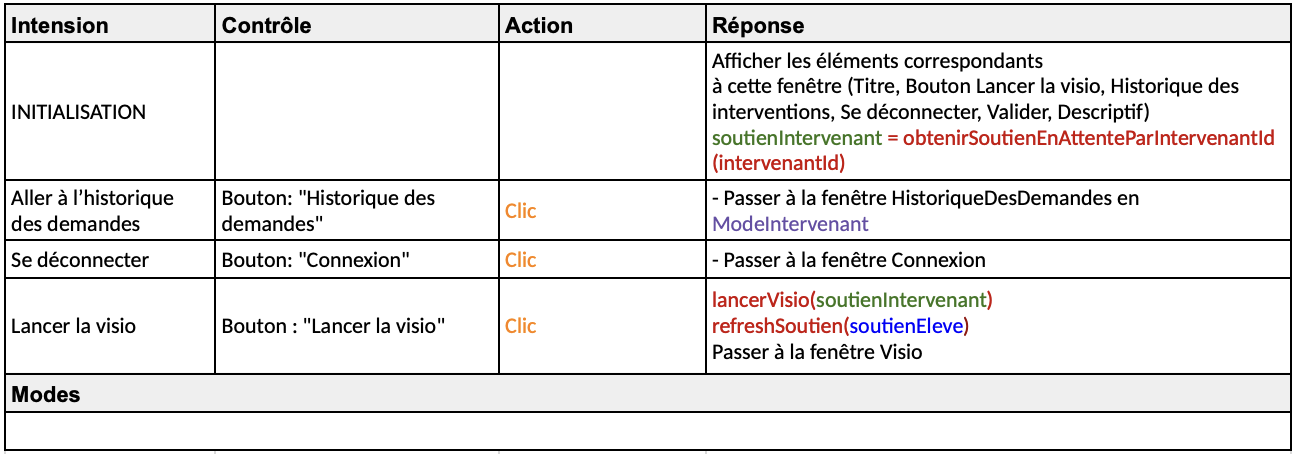 Intension Contrôle Action Réponse
INITIALISATION
Afficher les éléments correspondants
à cette fenêtre (Titre, Bouton Lancer la visio, Historique des
interventions, Se déconnecter, Valider, Descriptif)
soutienIntervenant = obtenirSoutienEnAttenteParIntervenantId
(intervenantId)
Aller à l’historique
des demandes
Bouton: "Historique des
demandes"
Clic
- Passer à la fenêtre HistoriqueDesDemandes en
ModeIntervenant
Se déconnecter
Bouton: "Connexion"
Clic
- Passer à la fenêtre Connexion
Lancer la visio
Bouton : "Lancer la visio"
Clic
lancerVisio(soutienIntervenant)
refreshSoutien(soutienEleve)
Passer à la fenêtre Visio
Modes